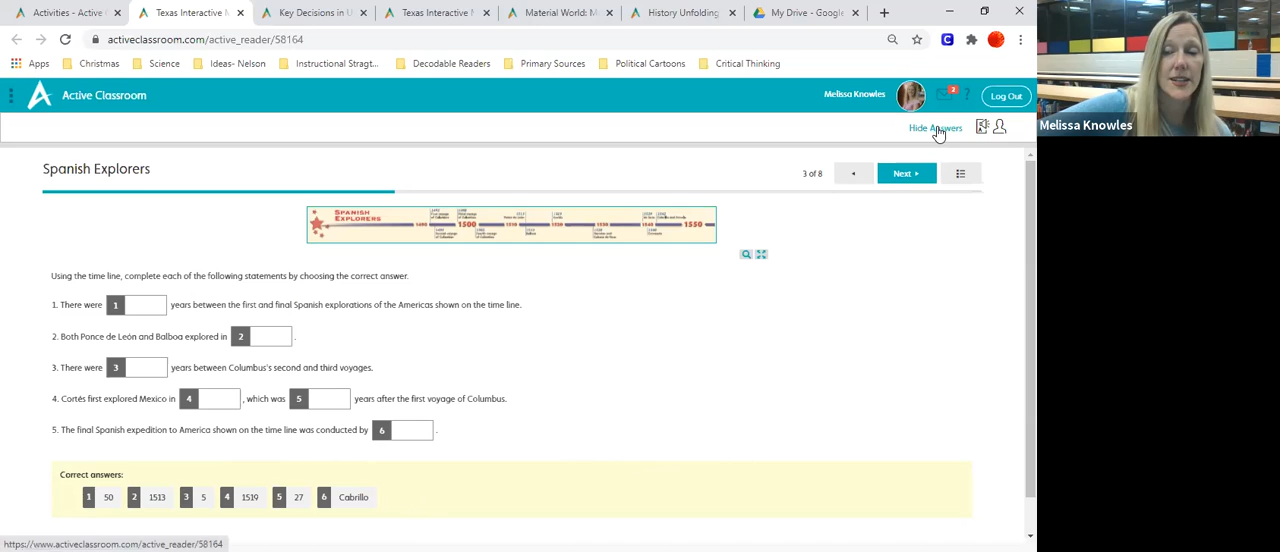 Activities - Active
Texas Interactive M
Key Decisions in U
Texas Interactive M
Material World: M
History Unfolding
My Drive - Google
activeclassroom.com/active_reader/58164
Apps
Christmas
Science
Ideas- Nelson
Instructional Stragt...
Decodable Readers
Primary Sources
Political Cartoons
Critical Thinking
Active Classroom
Melissa Knowles
2
?
Log Out
Hide Answers
Melissa Knowles
Spanish Explorers
3 of 8
Next
SPANISH
EXPLORERS
1500
1550
Using the time line, complete each of the following statements by choosing the correct answer.
1. There were 1 years between the first and final Spanish explorations of the Americas shown on the time line.
2. Both Ponce de León and Balboa explored in 2 .
3. There were 3 years between Columbus's second and third voyages.
4. Cortés first explored Mexico in 4 , which was 5 years after the first voyage of Columbus.
5. The final Spanish expedition to America shown on the time line was conducted by 6 .
Correct answers:
1 50 2 1513 3 5 4 1519 5 27 6 Cabrillo
https://www.activeclassroom.com/active_reader/58164